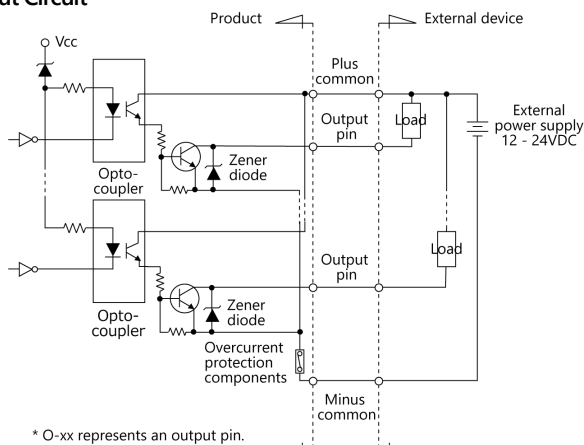 ut Circuit
Product
External device
Vcc
Plus
common
Output
pin
Load
External
power supply
12 - 24VDC
Zener
diode
Opto-
coupler
Load
Output
pin
Zener
diode
Opto-
coupler
Overcurrent
protection
components
Minus
common
* O-xx represents an output pin.